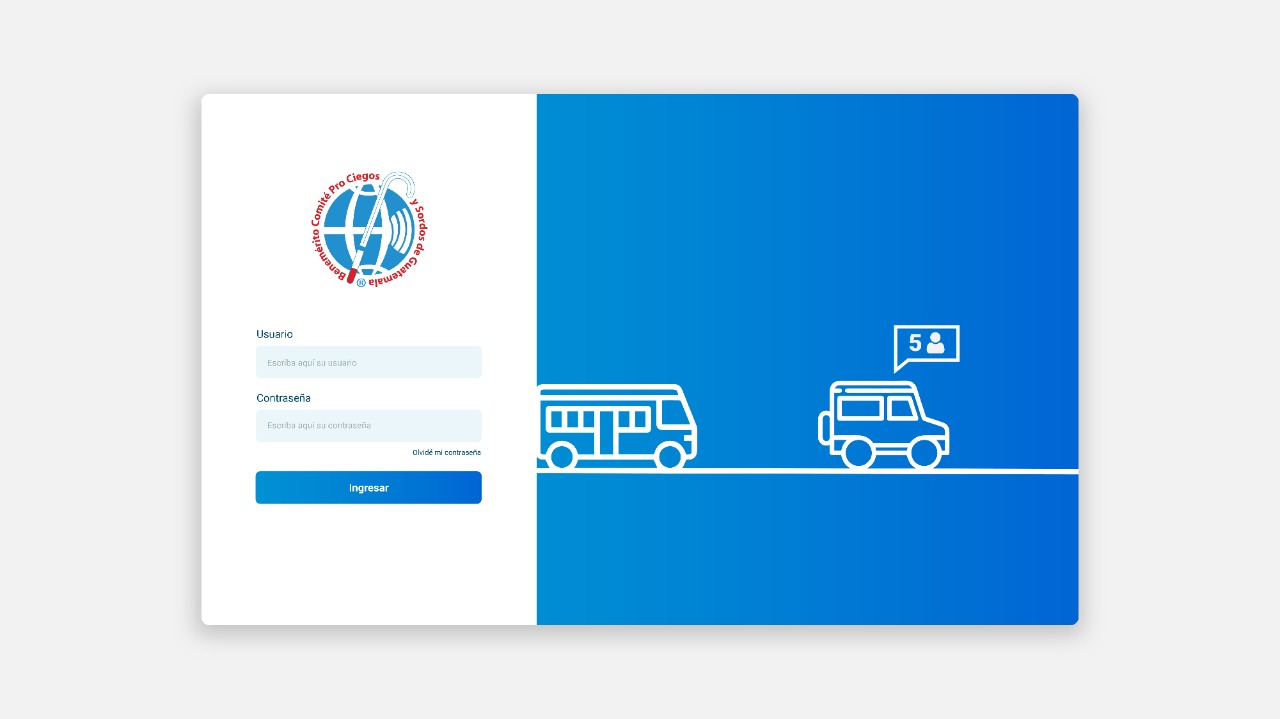 Benemérito Comité Pro Ciegos y Sordos de Guatemala ®
Usuario
Escriba aquí su usuario
Contraseña
Escriba aquí su contraseña
Olvidé mi contraseña
Ingresar
5